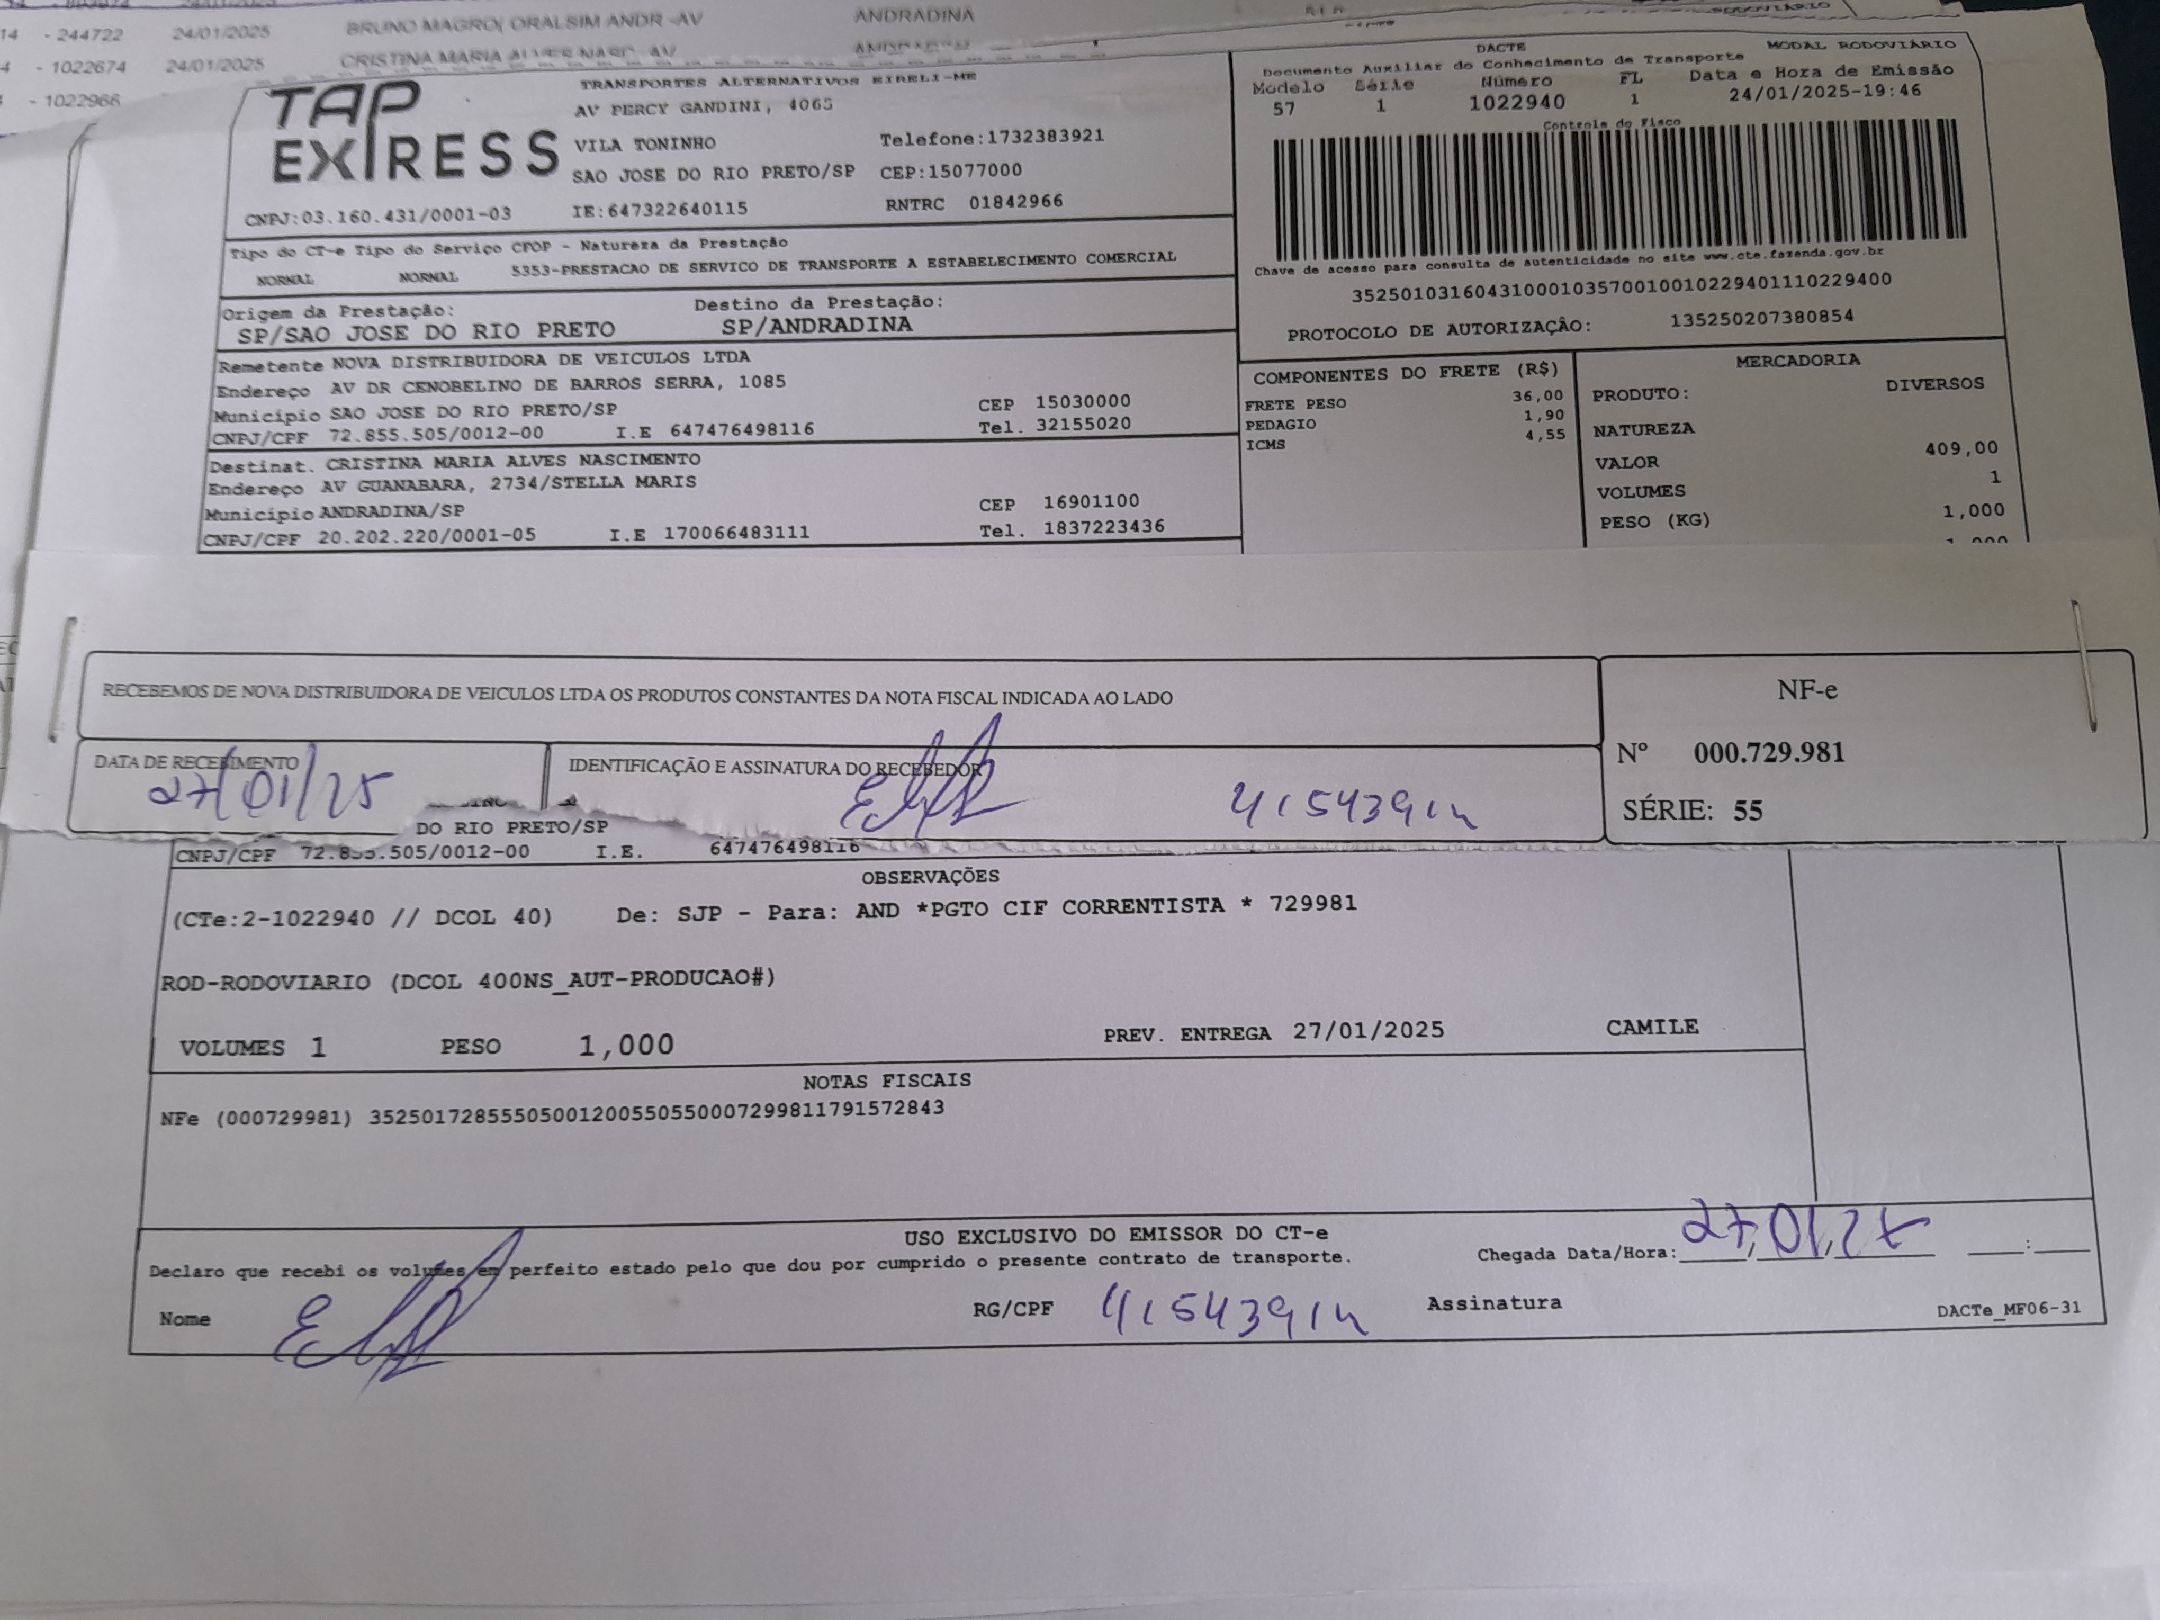 - 244722 24/01/2025 BRUNO MAGRO( ORALSIM ANDR -AV ANDRADINA
- 1022674 24/01/2025 CRISTINA MARIA ALVES NASC -AV ANDRADINA
- 1022966
TAP EXPRESS
TRANSPORTES ALTERNATIVOS EIRELI-ME
AV PERCY GANDINI, 4065
VILA TONINHO Telefone:1732383921
SAO JOSE DO RIO PRETO/SP CEP:15077000
CNPJ:03.160.431/0001-03 IE:647322640115 RNTRC 01842966
DACTE MODAL RODOVIÁRIO
Documento Auxiliar do Conhecimento de Transporte
Modelo Série Número FL Data e Hora de Emissão
57 1 1022940 1 24/01/2025-19:46
Controle do Fisco
Chave de acesso para consulta de autenticidade no site www.cte.fazenda.gov.br
35250103160431000103570010010229401110229400
PROTOCOLO DE AUTORIZAÇÂO: 135250207380854
Tipo do CT-e Tipo do Serviço CFOP - Natureza da Prestação
NORNAL NORNAL 5353-PRESTACAO DE SERVICO DE TRANSPORTE A ESTABELECIMENTO COMERCIAL
Origem da Prestação: Destino da Prestação:
SP/SAO JOSE DO RIO PRETO SP/ANDRADINA
Remetente NOVA DISTRIBUIDORA DE VEICULOS LTDA
Endereço AV DR CENOBELINO DE BARROS SERRA, 1085
Município SAO JOSE DO RIO PRETO/SP CEP 15030000
CNPJ/CPF 72.855.505/0012-00 I.E 647476498116 Tel. 32155020
Destinat. CRISTINA MARIA ALVES NASCIMENTO
Endereço AV GUANABARA, 2734/STELLA MARIS
Município ANDRADINA/SP CEP 16901100
CNPJ/CPF 20.202.220/0001-05 I.E 170066483111 Tel. 1837223436
COMPONENTES DO FRETE (R$)
FRETE PESO 36,00
PEDAGIO 1,90
ICMS 4,55
MERCADORIA
PRODUTO: DIVERSOS
NATUREZA
VALOR 409,00
VOLUMES 1
PESO (KG) 1,000
RECEBEMOS DE NOVA DISTRIBUIDORA DE VEICULOS LTDA OS PRODUTOS CONSTANTES DA NOTA FISCAL INDICADA AO LADO
DATA DE RECEBIMENTO
27/01/25
IDENTIFICAÇÃO E ASSINATURA DO RECEBEDOR
NF-e
Nº 000.729.981
SÉRIE: 55
DO RIO PRETO/SP
CNPJ/CPF 72.855.505/0012-00 I.E. 647476498116
OBSERVAÇÕES
(CTe:2-1022940 // DCOL 40) De: SJP - Para: AND *PGTO CIF CORRENTISTA * 729981
ROD-RODOVIARIO (DCOL 400NS_AUT-PRODUCAO#)
VOLUMES 1 PESO 1,000 PREV. ENTREGA 27/01/2025 CAMILE
NOTAS FISCAIS
NFe (000729981) 35250172855505001200550550007299811791572843
USO EXCLUSIVO DO EMISSOR DO CT-e
Declaro que recebi os volumes em perfeito estado pelo que dou por cumprido o presente contrato de transporte.
Chegada Data/Hora: 27,01,25 :
Nome RG/CPF Assinatura
DACTe_MF06-31